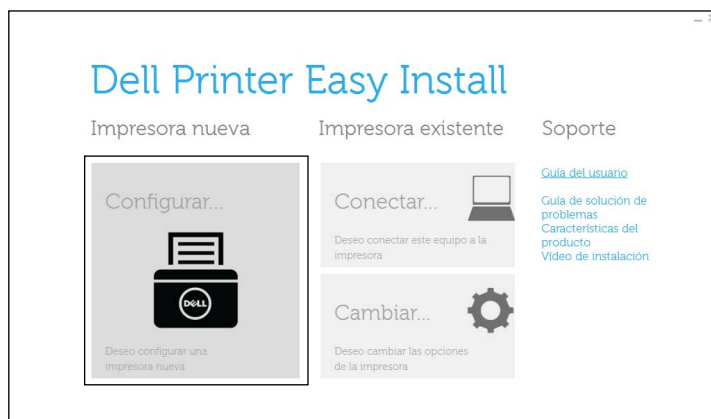 Dell Printer Easy Install
Impresora nueva
Configurar...
DELL
Deseo configurar una
impresora nueva
Impresora existente
Conectar...
Deseo conectar este equipo a la
impresora
Cambiar...
Deseo cambiar las opciones
de la impresora
Soporte
Guía del usuario
Guía de solución de
problemas
Características del
producto
Vídeo de instalación